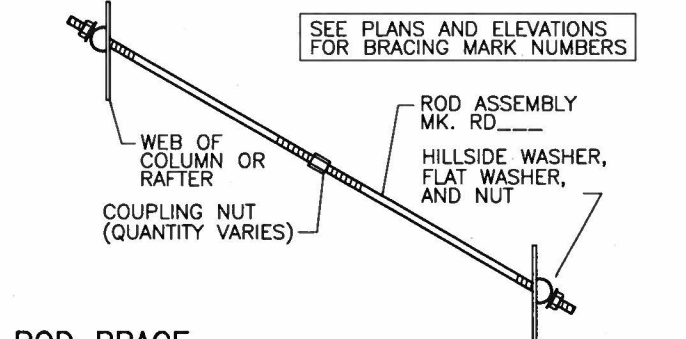 SEE PLANS AND ELEVATIONS
FOR BRACING MARK NUMBERS
ROD ASSEMBLY
MK. RD___
WEB OF
COLUMN OR
RAFTER
HILLSIDE WASHER,
FLAT WASHER,
AND NUT
COUPLING NUT
(QUANTITY VARIES)
ROD BRACE